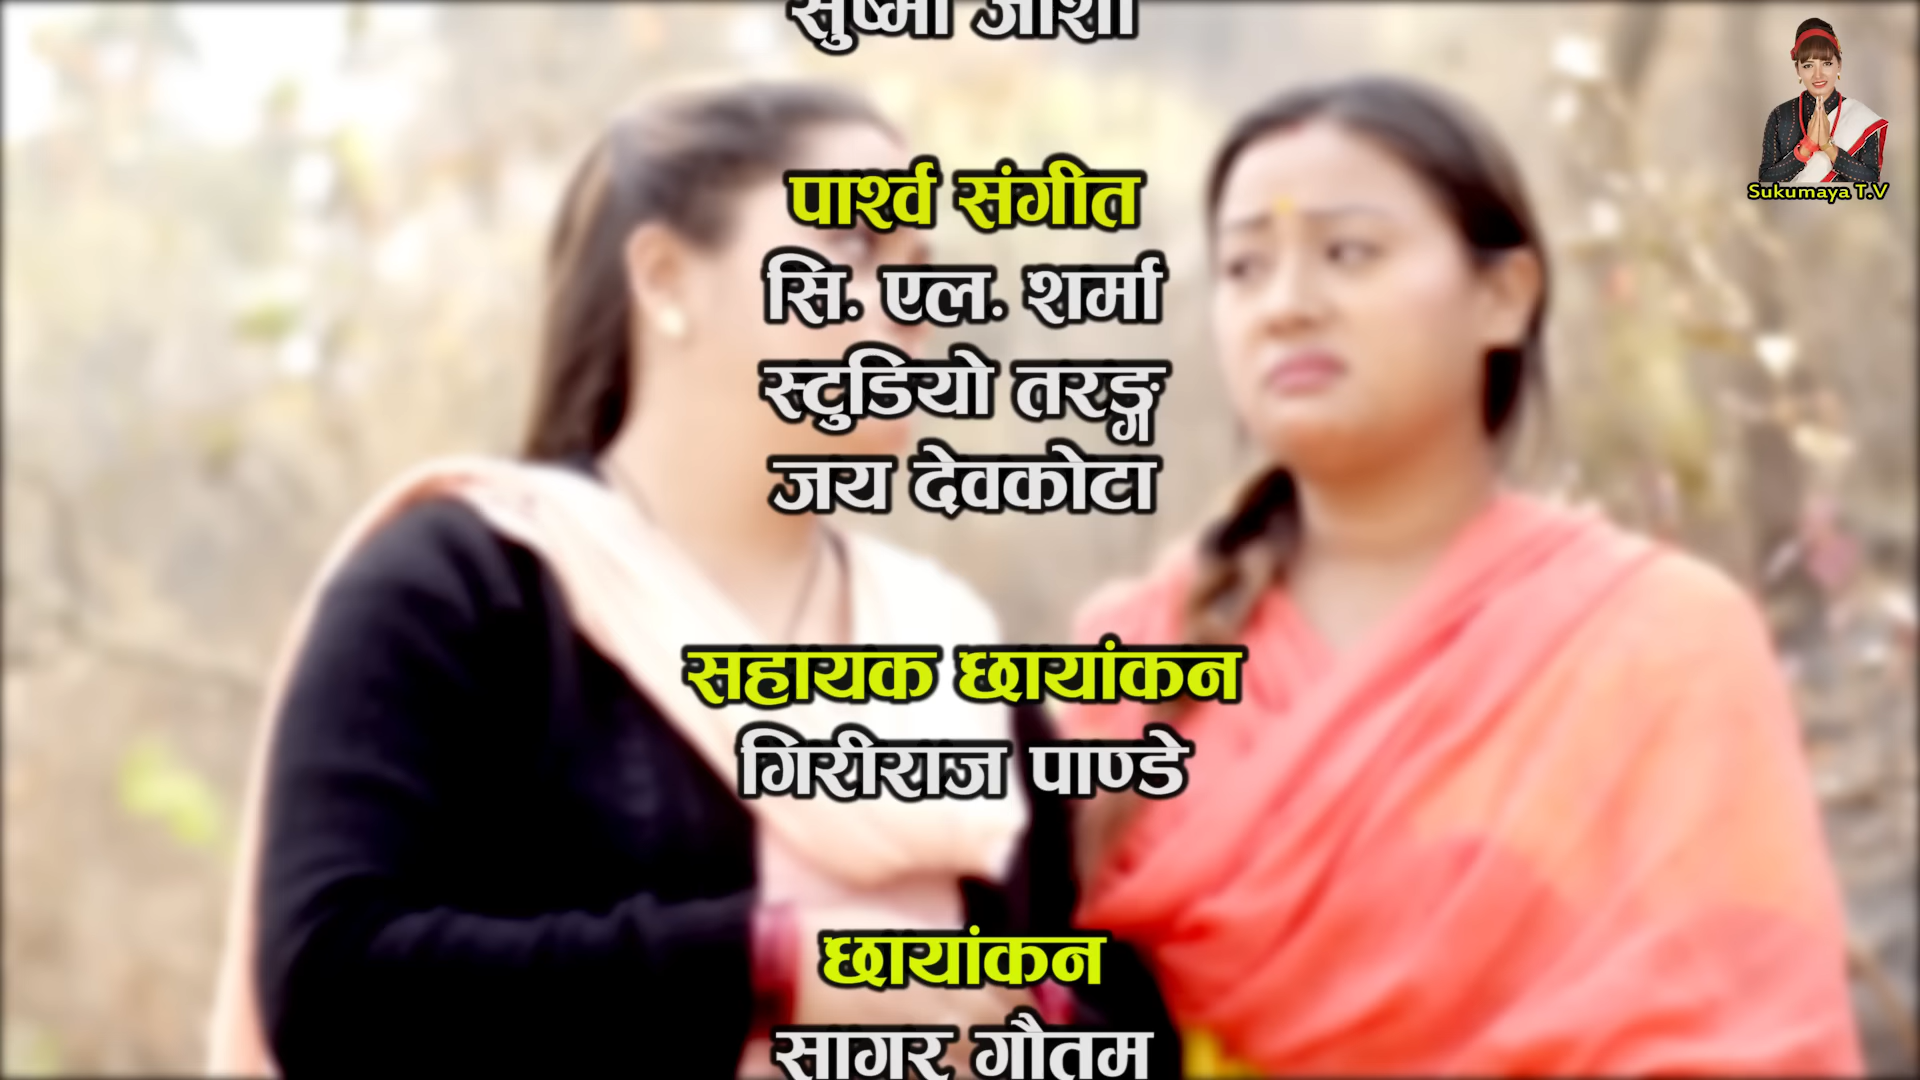 सुष्मा जोशी
पार्श्व संगीत
सि. एल. शर्मा
स्टुडियो तरङ्ग
जय देवकोटा
सहायक छायांकन
गिरीराज पाण्डे
छायांकन
सागर गौतम
Sukumaya T.V